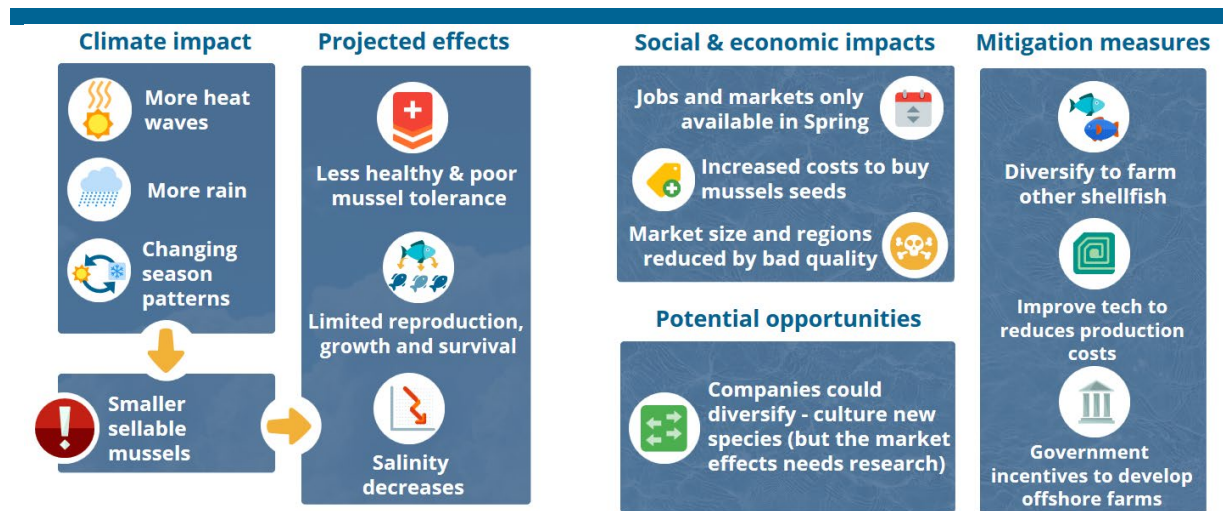 Climate impact
More heat
waves
More rain
Changing
season
patterns
Smaller
sellable
mussels
Projected effects
Less healthy & poor
mussel tolerance
Limited reproduction,
growth and survival
Salinity
decreases
Social & economic impacts
Jobs and markets only
available in Spring
Increased costs to buy
mussels seeds
Market size and regions
reduced by bad quality
Potential opportunities
Companies could
diversify - culture new
species (but the market
effects needs research)
Mitigation measures
Diversify to farm
other shellfish
Improve tech to
reduces production
costs
Government
incentives to develop
offshore farms